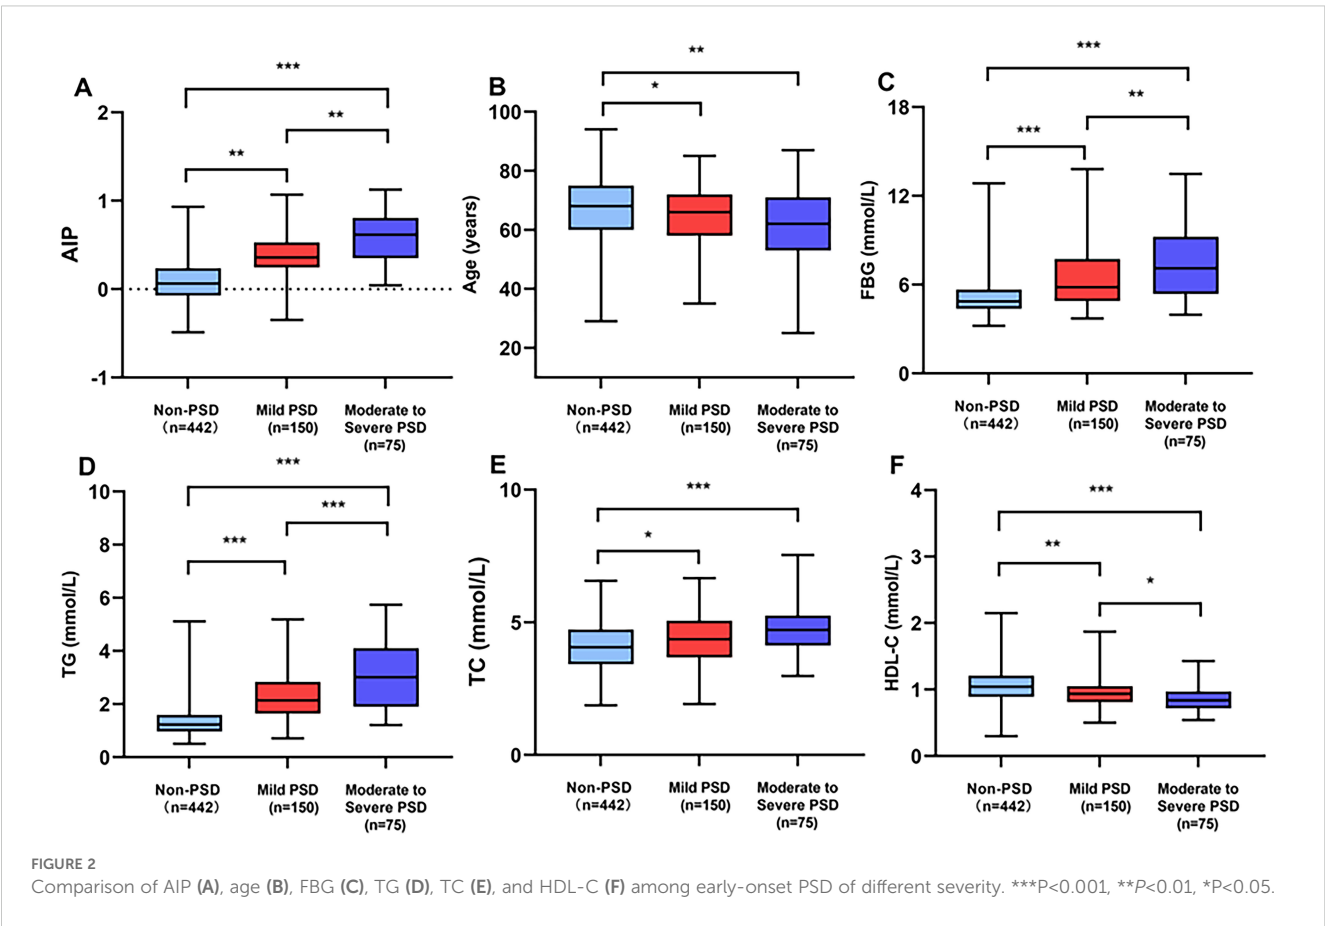 A
***
**
**
2
1
0
-1
AIP
Non-PSD
(n=442)
Mild PSD
(n=150)
Moderate to
Severe PSD
(n=75)
B
**
*
100
80
60
40
20
Age (years)
Non-PSD
(n=442)
Mild PSD
(n=150)
Moderate to
Severe PSD
(n=75)
C
***
**
***
18
12
6
0
FBG (mmol/L)
Non-PSD
(n=442)
Mild PSD
(n=150)
Moderate to
Severe PSD
(n=75)
D
***
***
***
10
8
6
4
2
0
TG (mmol/L)
Non-PSD
(n=442)
Mild PSD
(n=150)
Moderate to
Severe PSD
(n=75)
E
***
*
10
5
0
TC (mmol/L)
Non-PSD
(n=442)
Mild PSD
(n=150)
Moderate to
Severe PSD
(n=75)
F
***
**
*
4
3
2
1
0
HDL-C (mmol/L)
Non-PSD
(n=442)
Mild PSD
(n=150)
Moderate to
Severe PSD
(n=75)
FIGURE 2
Comparison of AIP (A), age (B), FBG (C), TG (D), TC (E), and HDL-C (F) among early-onset PSD of different severity. ***P<0.001, **P<0.01, *P<0.05.